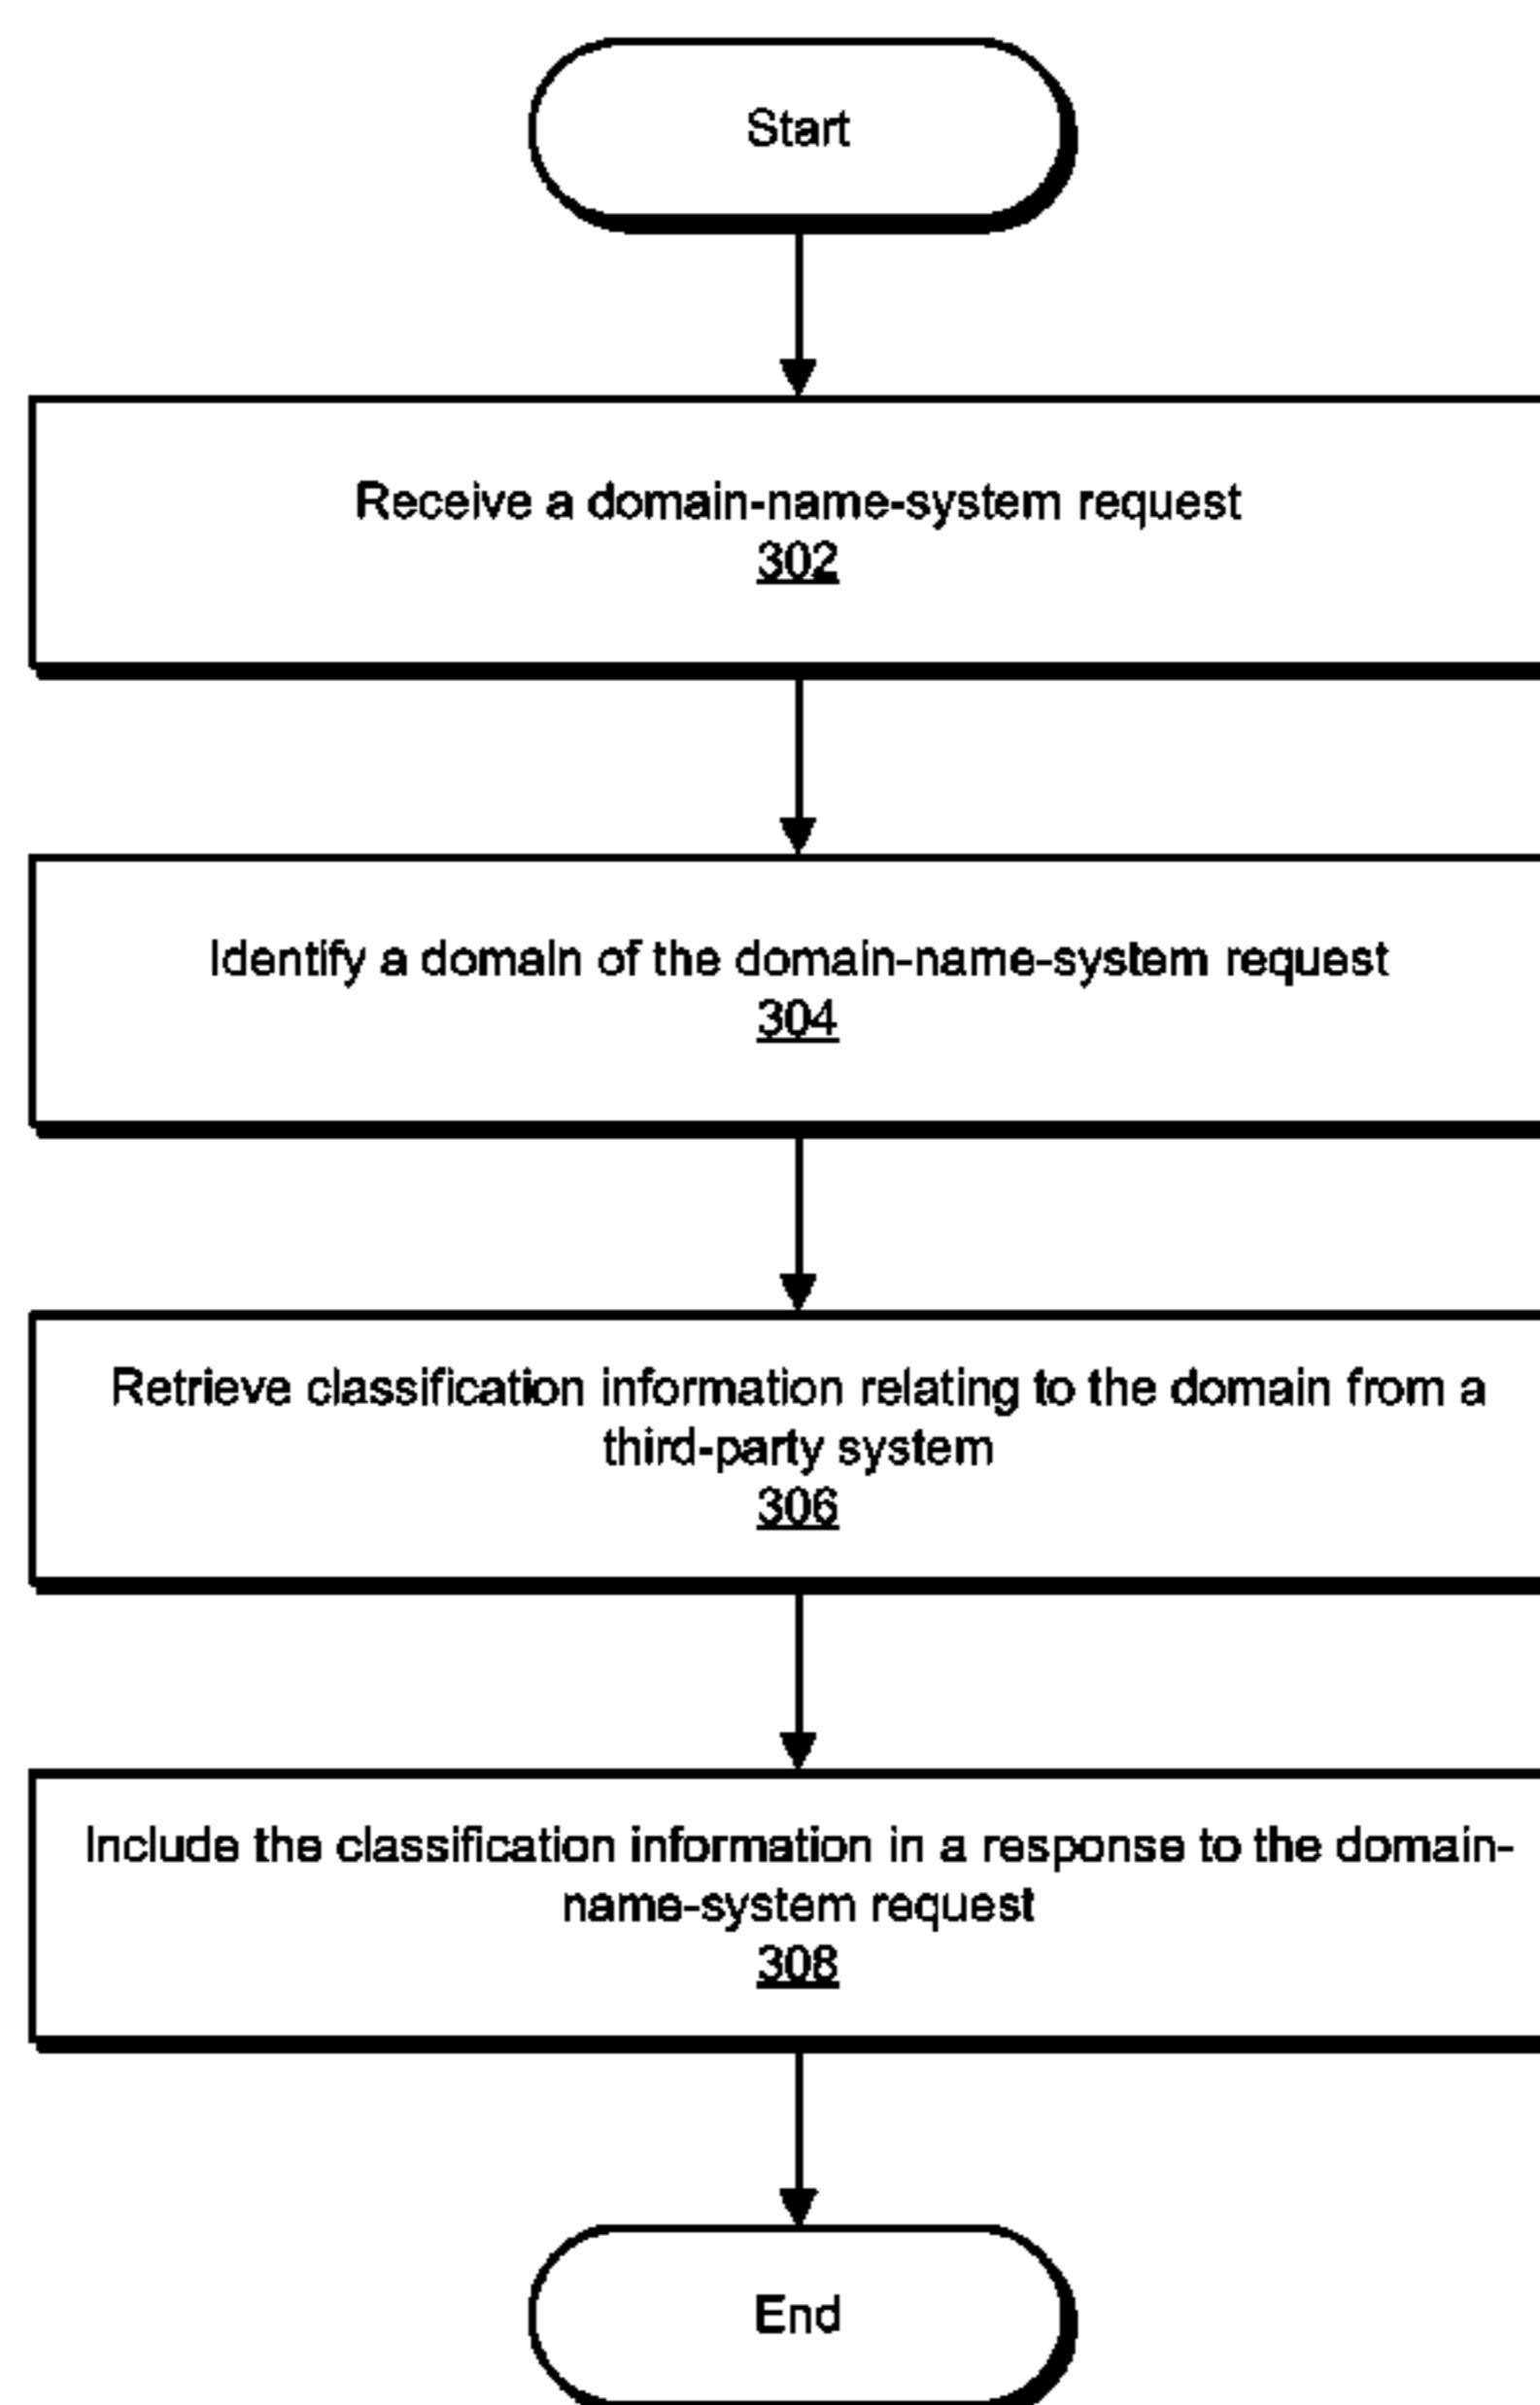 Start
Receive a domain-name-system request
302
Identify a domain of the domain-name-system request
304
Retrieve classification information relating to the domain from a
third-party system
306
Include the classification information in a response to the domain-
name-system request
308
End